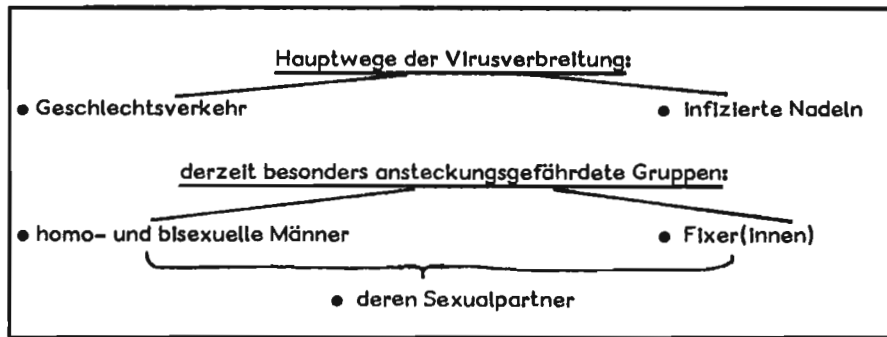 Hauptwege der Virusverbreitung:
● Geschlechtsverkehr
● infizierte Nadeln
derzeit besonders ansteckungsgefährdete Gruppen:
● homo- und bisexuelle Männer
● Fixer(innen)
● deren Sexualpartner